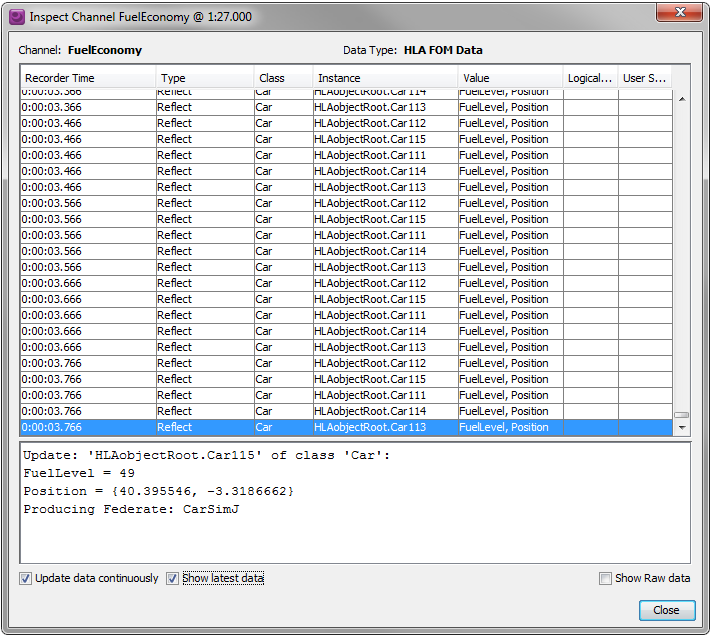 Inspect Channel FuelEconomy @ 1:27.000
Channel: FuelEconomy Data Type: HLA FOM Data
Recorder Time Type Class Instance Value Logical... User S...
0:00:03.366 Reflect Car HLAobjectRoot.Car114 FuelLevel, Position
0:00:03.366 Reflect Car HLAobjectRoot.Car113 FuelLevel, Position
0:00:03.466 Reflect Car HLAobjectRoot.Car112 FuelLevel, Position
0:00:03.466 Reflect Car HLAobjectRoot.Car115 FuelLevel, Position
0:00:03.466 Reflect Car HLAobjectRoot.Car111 FuelLevel, Position
0:00:03.466 Reflect Car HLAobjectRoot.Car114 FuelLevel, Position
0:00:03.466 Reflect Car HLAobjectRoot.Car113 FuelLevel, Position
0:00:03.566 Reflect Car HLAobjectRoot.Car112 FuelLevel, Position
0:00:03.566 Reflect Car HLAobjectRoot.Car115 FuelLevel, Position
0:00:03.566 Reflect Car HLAobjectRoot.Car111 FuelLevel, Position
0:00:03.566 Reflect Car HLAobjectRoot.Car114 FuelLevel, Position
0:00:03.566 Reflect Car HLAobjectRoot.Car113 FuelLevel, Position
0:00:03.666 Reflect Car HLAobjectRoot.Car112 FuelLevel, Position
0:00:03.666 Reflect Car HLAobjectRoot.Car115 FuelLevel, Position
0:00:03.666 Reflect Car HLAobjectRoot.Car111 FuelLevel, Position
0:00:03.666 Reflect Car HLAobjectRoot.Car114 FuelLevel, Position
0:00:03.666 Reflect Car HLAobjectRoot.Car113 FuelLevel, Position
0:00:03.766 Reflect Car HLAobjectRoot.Car112 FuelLevel, Position
0:00:03.766 Reflect Car HLAobjectRoot.Car115 FuelLevel, Position
0:00:03.766 Reflect Car HLAobjectRoot.Car111 FuelLevel, Position
0:00:03.766 Reflect Car HLAobjectRoot.Car114 FuelLevel, Position
0:00:03.766 Reflect Car HLAobjectRoot.Car113 FuelLevel, Position
Update: 'HLAobjectRoot.Car115' of class 'Car':
FuelLevel = 49
Position = {40.395546, -3.3186662}
Producing Federate: CarSimJ
Update data continuously Show latest data Show Raw data
Close